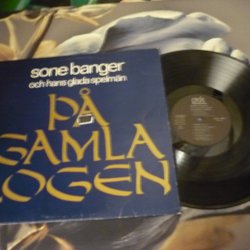 sone banger
och hans glada spelmän
PÅ
GAMLA
LOGEN